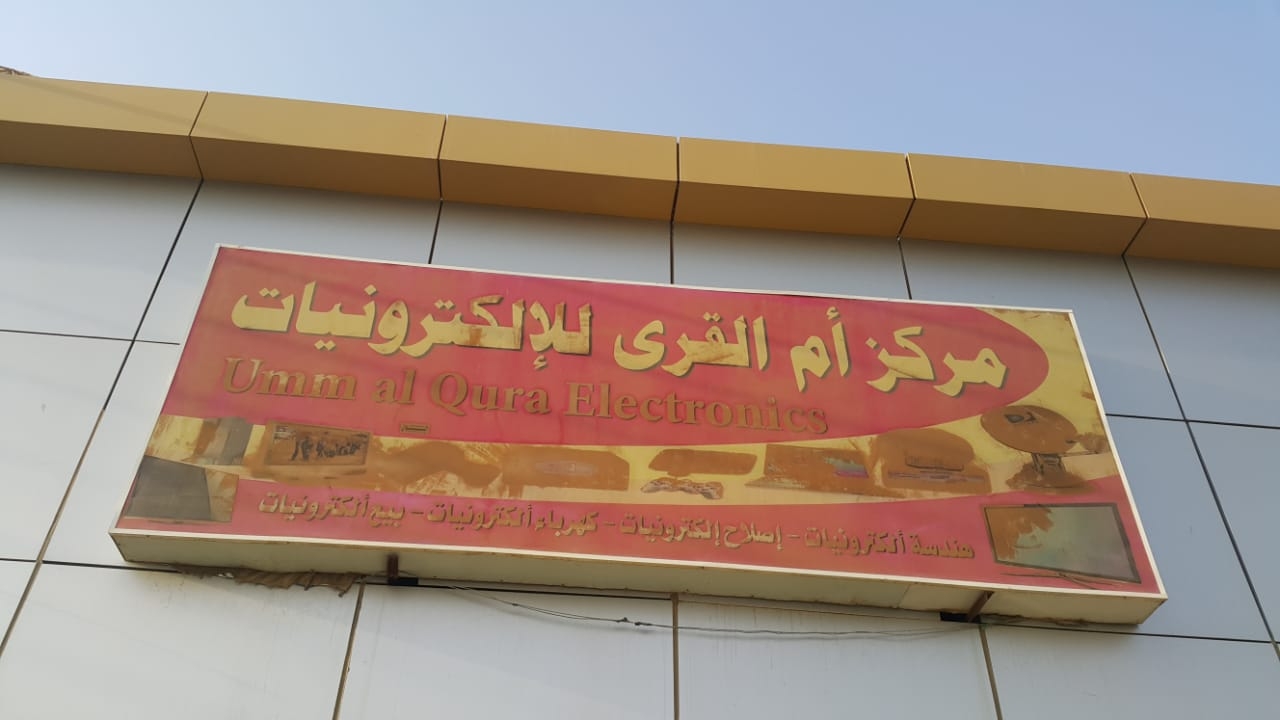 مركز أم القرى للإلكترونيات
Umm al Qura Electronics
هندسة ألكترونيات - إصلاح إلكترونيات - كهرباء ألكترونيات - بيع ألكترونيات